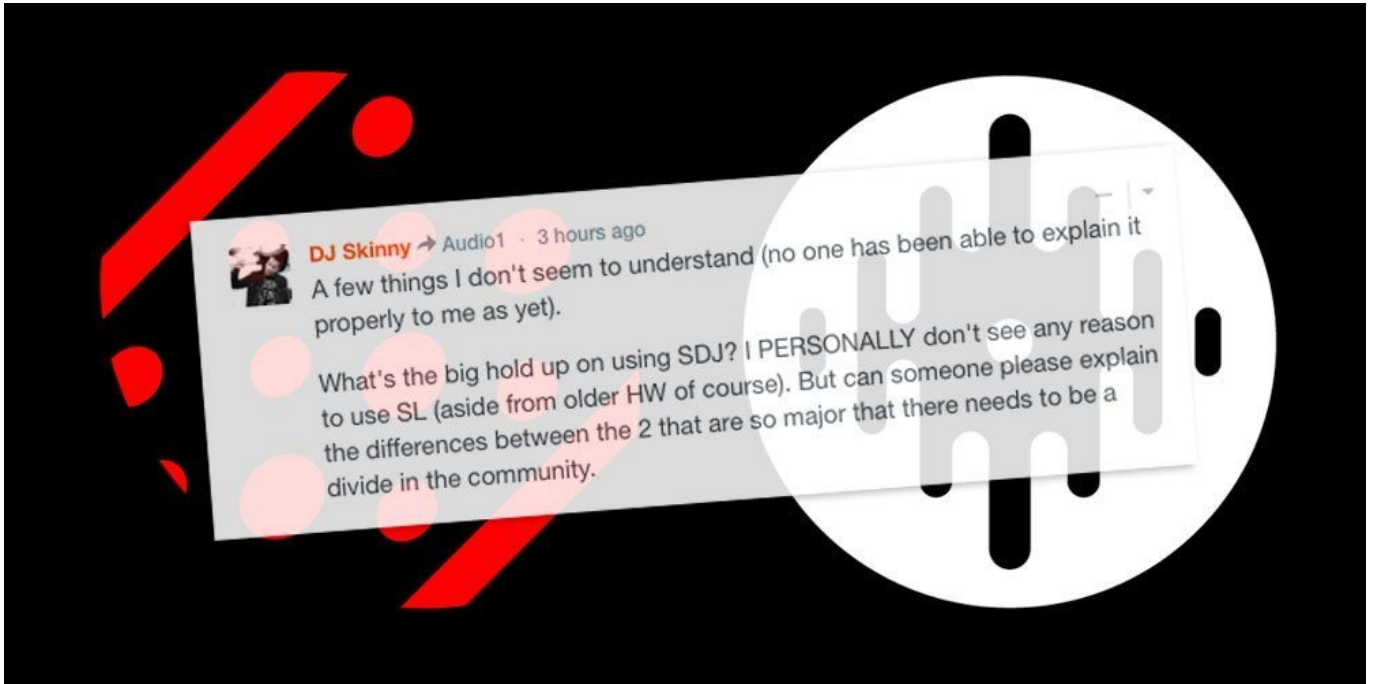 DJ Skinny Audio1 · 3 hours ago
A few things I don't seem to understand (no one has been able to explain it
properly to me as yet).
What's the big hold up on using SDJ? I PERSONALLY don't see any reason
to use SL (aside from older HW of course). But can someone please explain
the differences between the 2 that are so major that there needs to be a
divide in the community.